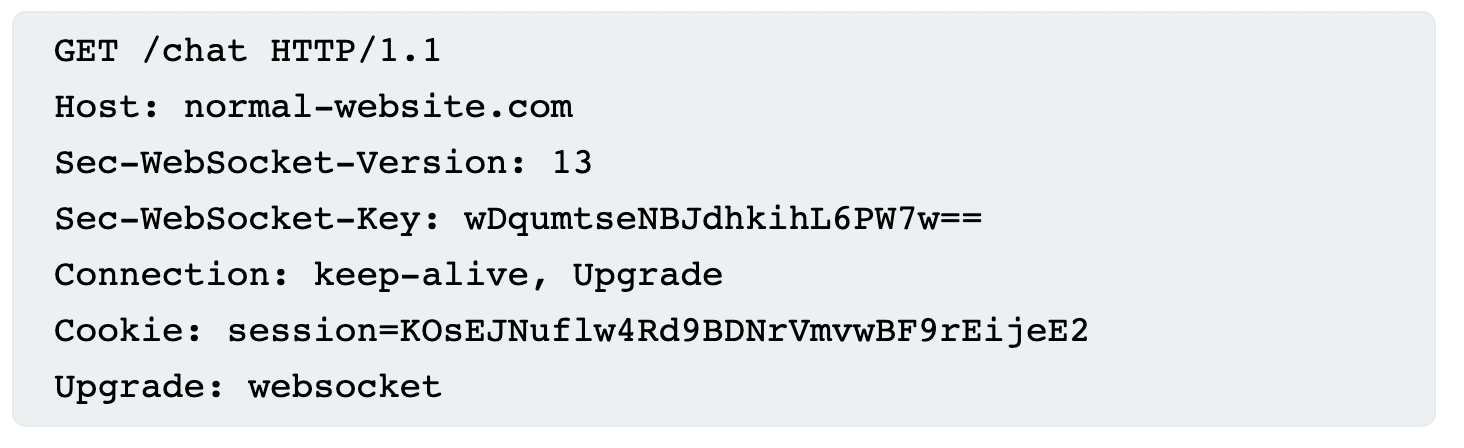 GET /chat HTTP/1.1
Host: normal-website.com
Sec-WebSocket-Version: 13
Sec-WebSocket-Key: wDqumtseNBJdhkihL6PW7w==
Connection: keep-alive, Upgrade
Cookie: session=KOsEJNuflw4Rd9BDNrVmvwBF9rEijeE2
Upgrade: websocket